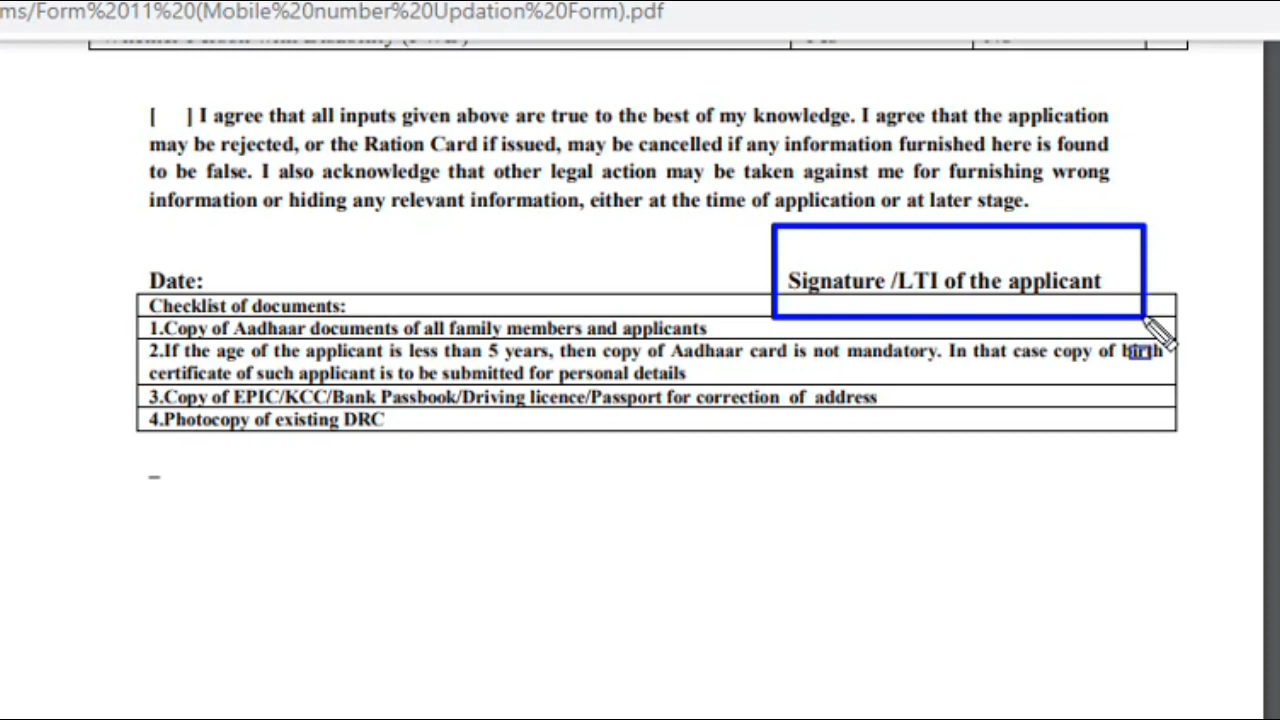 ms/Form%2011%20(Mobile%20number%20Updation%20Form).pdf
[ ] I agree that all inputs given above are true to the best of my knowledge. I agree that the application
may be rejected, or the Ration Card if issued, may be cancelled if any information furnished here is found
to be false. I also acknowledge that other legal action may be taken against me for furnishing wrong
information or hiding any relevant information, either at the time of application or at later stage.
Date: Signature /LTI of the applicant
Checklist of documents:
1.Copy of Aadhaar documents of all family members and applicants
2.If the age of the applicant is less than 5 years, then copy of Aadhaar card is not mandatory. In that case copy of birth
certificate of such applicant is to be submitted for personal details
3.Copy of EPIC/KCC/Bank Passbook/Driving licence/Passport for correction of address
4.Photocopy of existing DRC
_